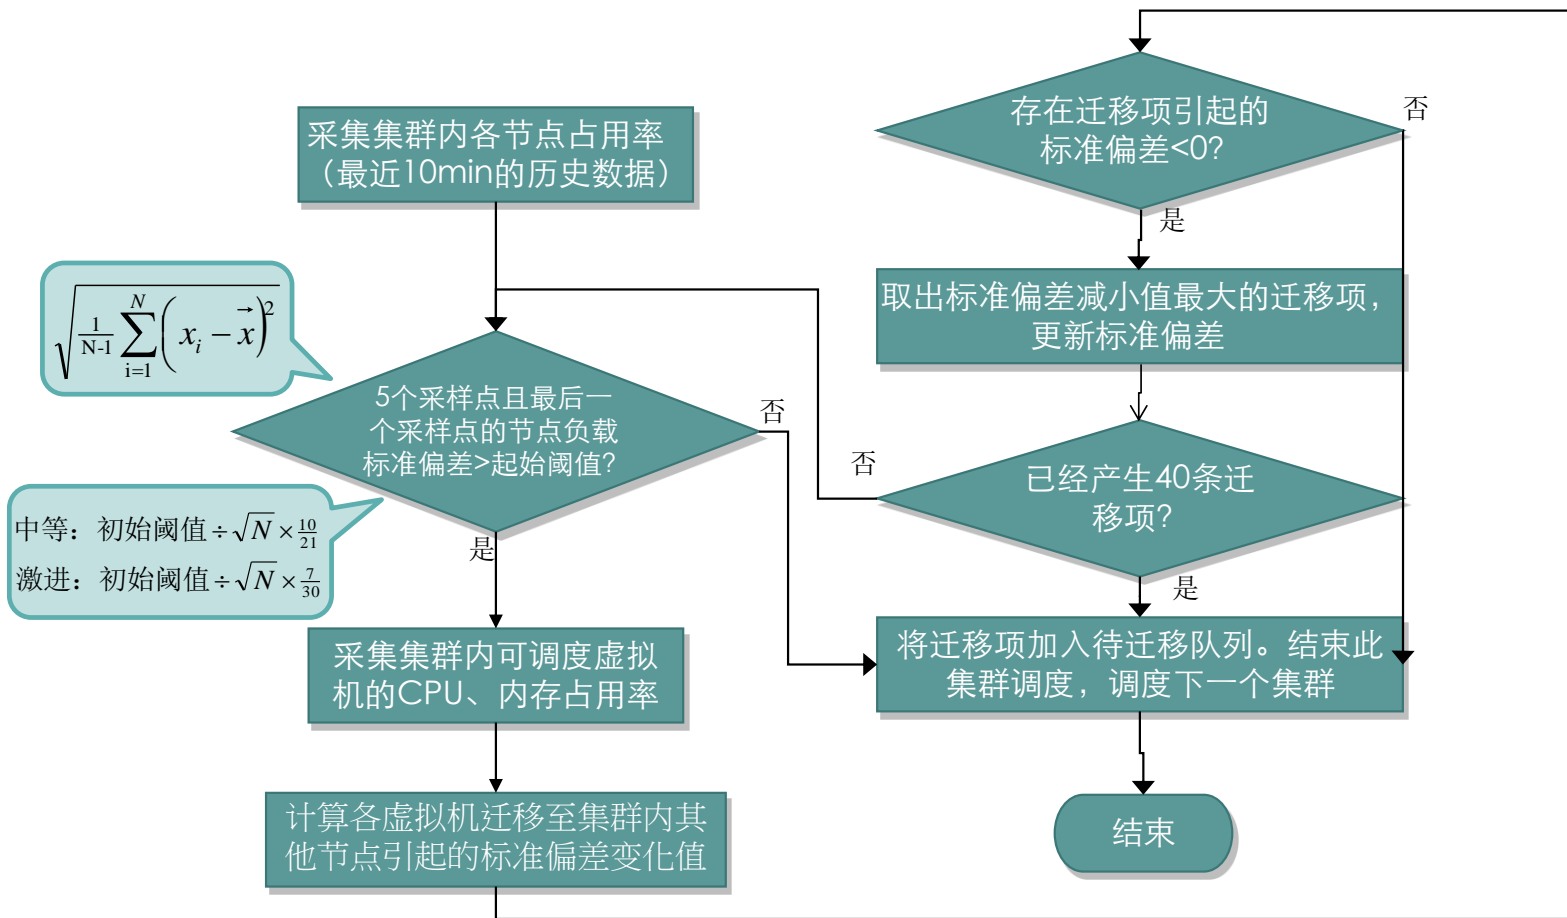 采集集群内各节点占用率
（最近10min的历史数据）
√(1/N-1 ∑_{i=1}^{N} (x_i − x⃗)²)
5个采样点且最后一
个采样点的节点负载
标准偏差>起始阈值?
否
中等：初始阈值÷√N×10/21
激进：初始阈值÷√N×7/30
是
采集集群内可调度虚拟
机的CPU、内存占用率
计算各虚拟机迁移至集群内其
他节点引起的标准偏差变化值
存在迁移项引起的
标准偏差<0?
否
是
取出标准偏差减小值最大的迁移项，
更新标准偏差
否
已经产生40条迁
移项?
是
将迁移项加入待迁移队列。结束此
集群调度，调度下一个集群
结束